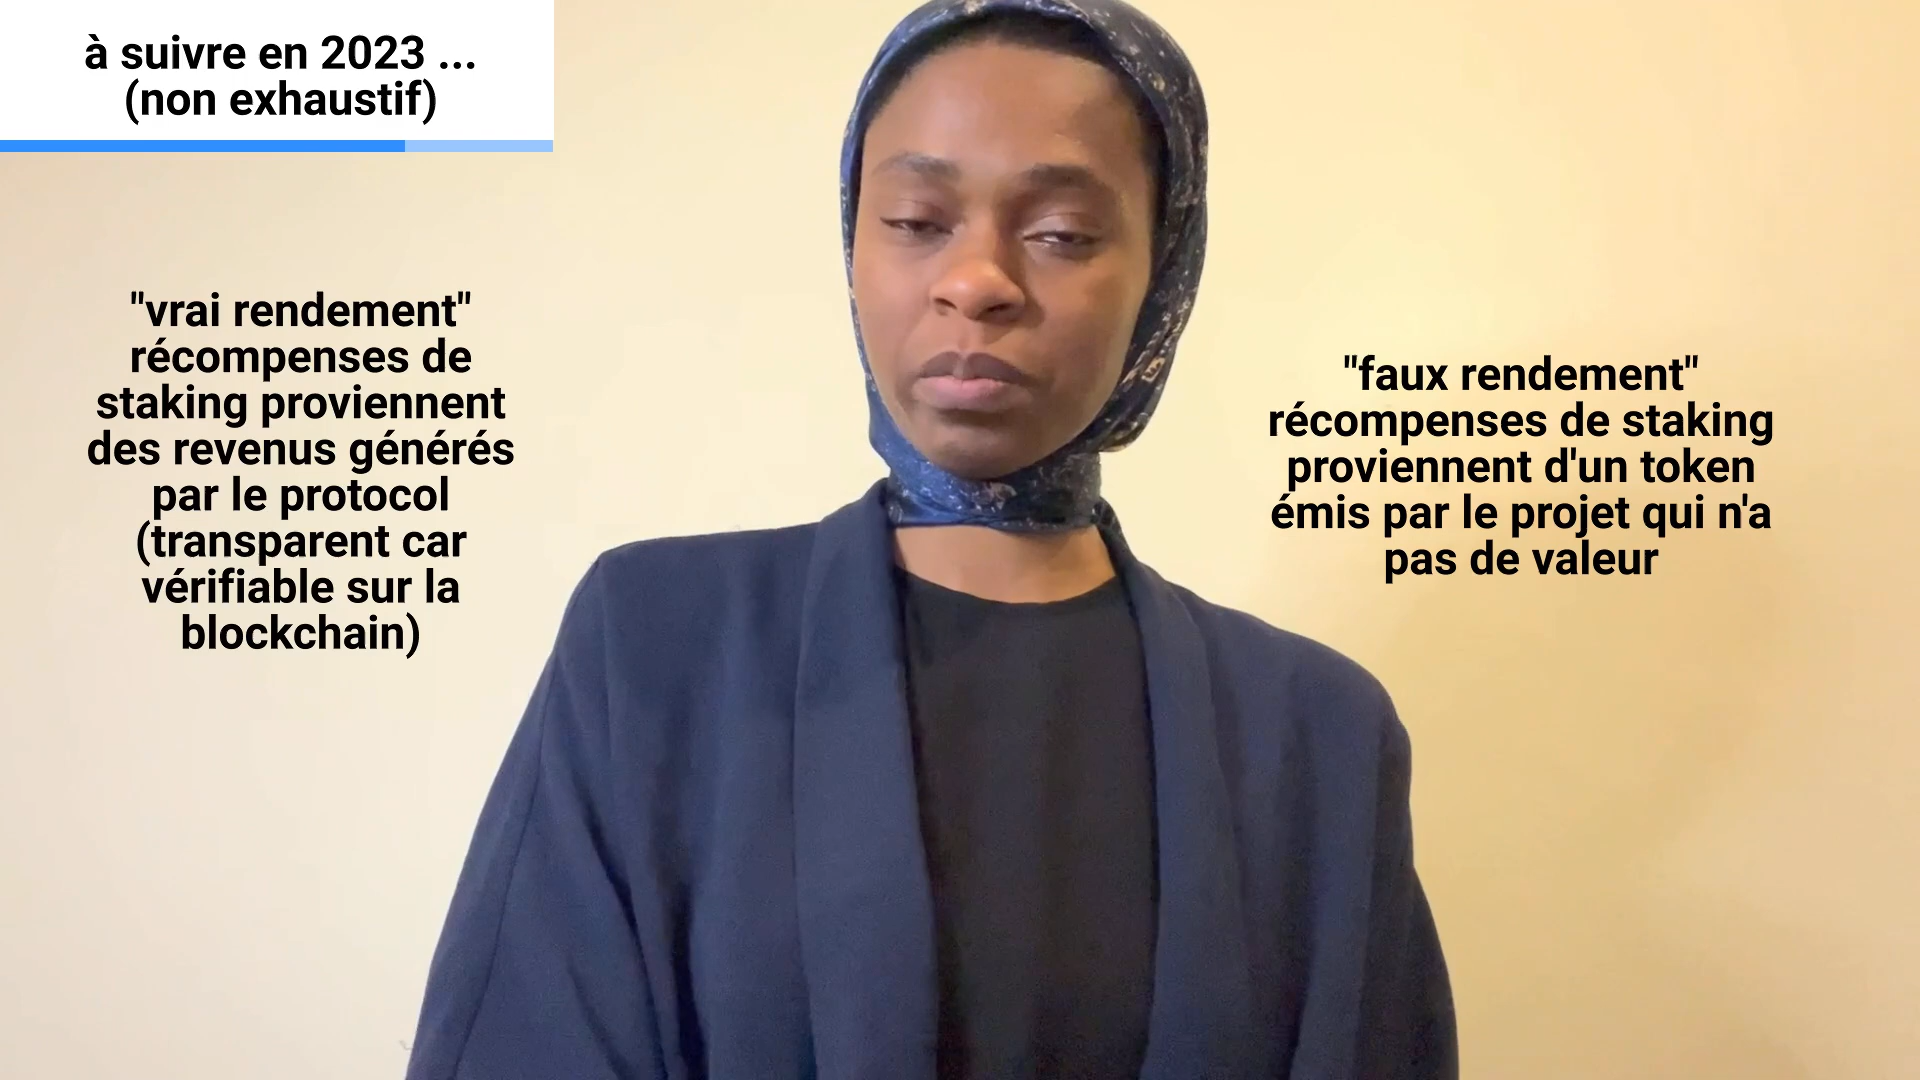 à suivre en 2023 ...
(non exhaustif)
"vrai rendement"
récompenses de
staking proviennent
des revenus générés
par le protocol
(transparent car
vérifiable sur la
blockchain)
"faux rendement"
récompenses de staking
proviennent d'un token
émis par le projet qui n'a
pas de valeur